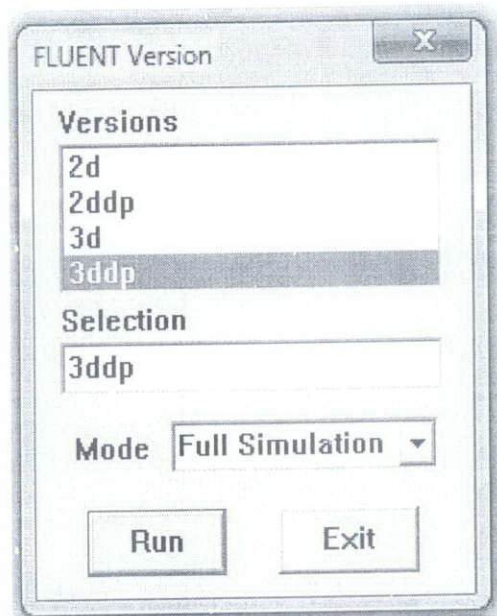 FLUENT Version
Versions
2d
2ddp
3d
3ddp
Selection
3ddp
Mode Full Simulation
Run Exit